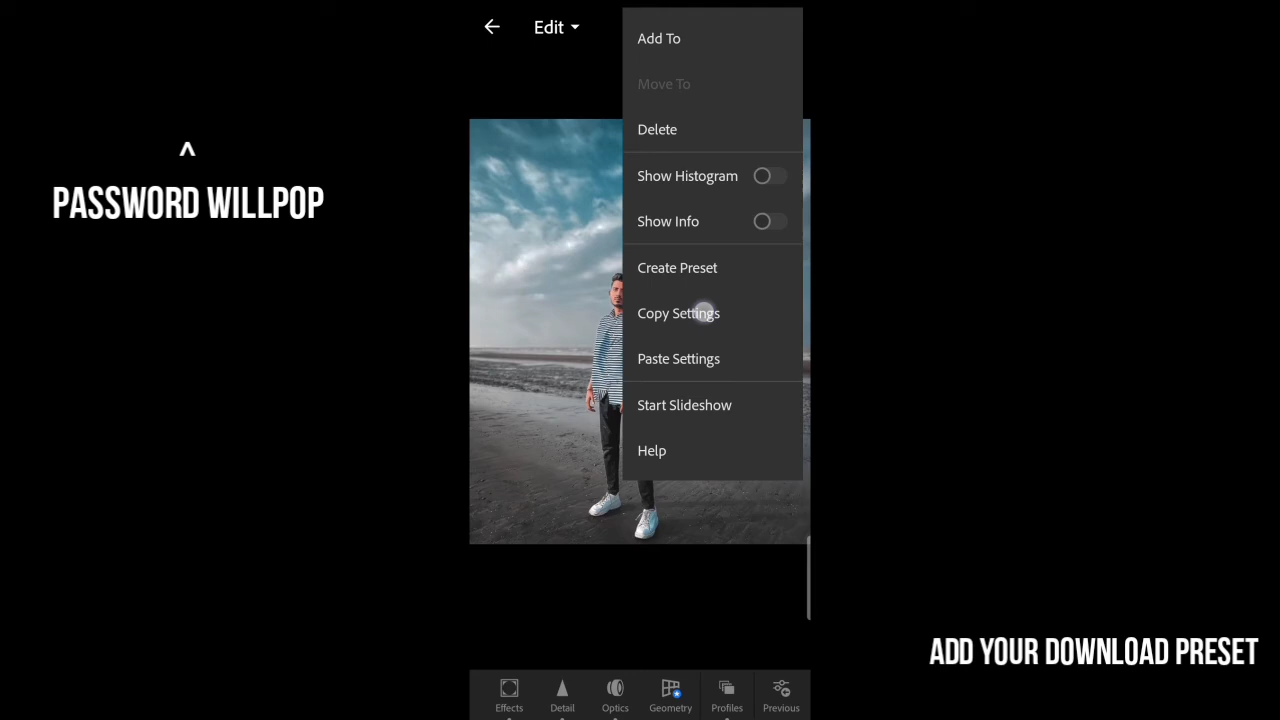 Edit
Add To
Move To
Delete
^
PASSWORD WILLPOP
Show Histogram
Show Info
Create Preset
Copy Settings
Paste Settings
Start Slideshow
Help
ADD YOUR DOWNLOAD PRESET
Effects
Detail
Optics
Geometry
Profiles
Previous